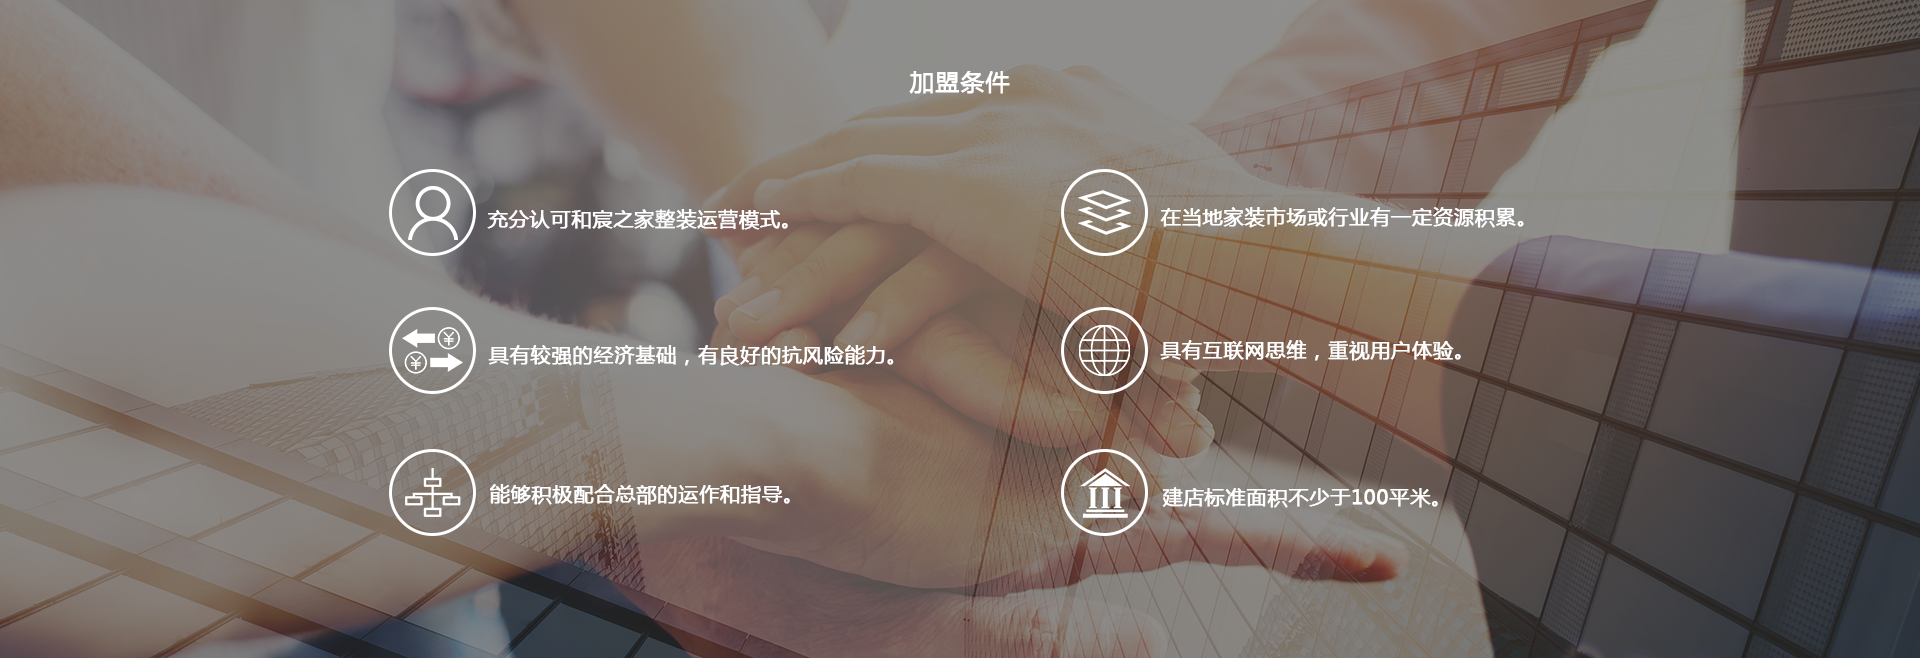 加盟条件
充分认可和宸之家整装运营模式。
在当地家装市场或行业有一定资源积累。
具有较强的经济基础，有良好的抗风险能力。
具有互联网思维，重视用户体验。
能够积极配合总部的运作和指导。
建店标准面积不少于100平米。